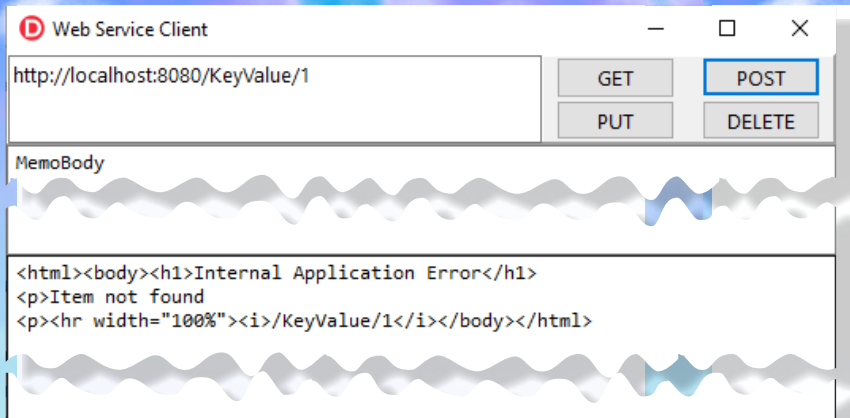 Web Service Client
http://localhost:8080/KeyValue/1
GET
POST
PUT
DELETE
MemoBody
<html><body><h1>Internal Application Error</h1>
<p>Item not found
<p><hr width="100%"><i>/KeyValue/1</i></body></html>